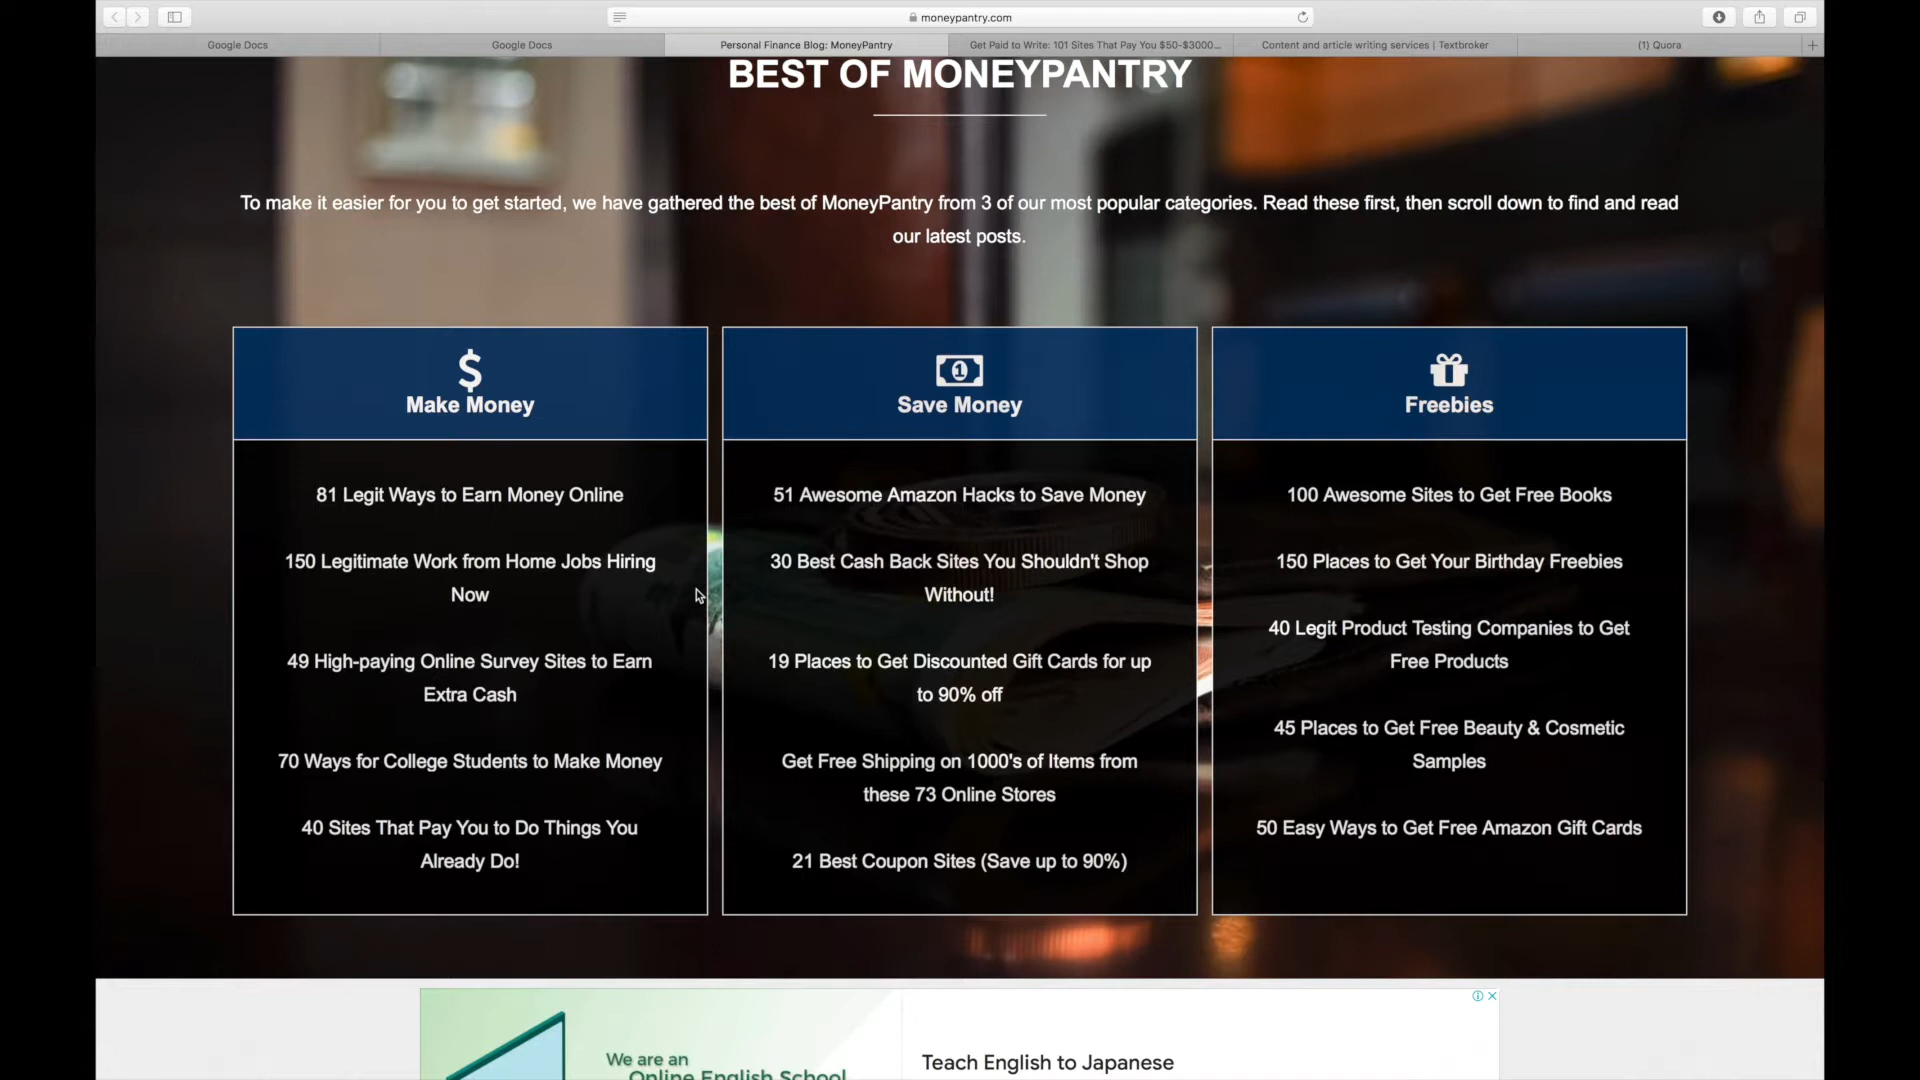 moneypantry.com
Google Docs
Google Docs
Personal Finance Blog: MoneyPantry
Get Paid to Write: 101 Sites That Pay You $50-$3000...
Content and article writing services | Textbroker
(1) Quora
BEST OF MONEYPANTRY
To make it easier for you to get started, we have gathered the best of MoneyPantry from 3 of our most popular categories. Read these first, then scroll down to find and read
our latest posts.
Make Money
81 Legit Ways to Earn Money Online
150 Legitimate Work from Home Jobs Hiring
Now
49 High-paying Online Survey Sites to Earn
Extra Cash
70 Ways for College Students to Make Money
40 Sites That Pay You to Do Things You
Already Do!
Save Money
51 Awesome Amazon Hacks to Save Money
30 Best Cash Back Sites You Shouldn't Shop
Without!
19 Places to Get Discounted Gift Cards for up
to 90% off
Get Free Shipping on 1000's of Items from
these 73 Online Stores
21 Best Coupon Sites (Save up to 90%)
Freebies
100 Awesome Sites to Get Free Books
150 Places to Get Your Birthday Freebies
40 Legit Product Testing Companies to Get
Free Products
45 Places to Get Free Beauty & Cosmetic
Samples
50 Easy Ways to Get Free Amazon Gift Cards
We are an
Online English School
Teach English to Japanese